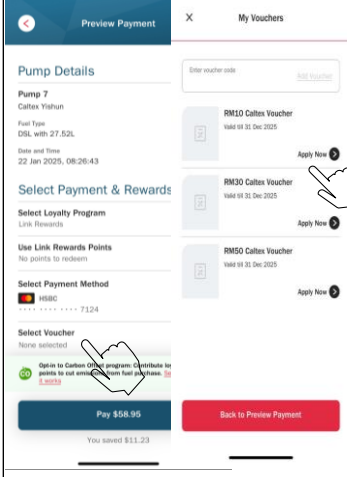 Preview Payment
Pump Details
Pump 7
Caltex Yishun
Fuel Type
DSL with 27.52L
Date and Time
22 Jan 2025, 08:26:43
Select Payment & Rewards
Select Loyalty Program
Link Rewards
Use Link Rewards Points
No points to redeem
Select Payment Method
HSBC
.... .... .... 7124
Select Voucher
None selected
CO
Opt-in to Carbon Offset program: Contribute
points to cut emissions from fuel purchase.
it works
Pay $58.95
You saved $11.23
X
My Vouchers
Enter voucher code
Add Voucher
RM10 Caltex Voucher
Valid till 31 Dec 2025
Apply Now
RM30 Caltex Voucher
Valid till 31 Dec 2025
Apply Now
RM50 Caltex Voucher
Valid till 31 Dec 2025
Apply Now
Back to Preview Payment